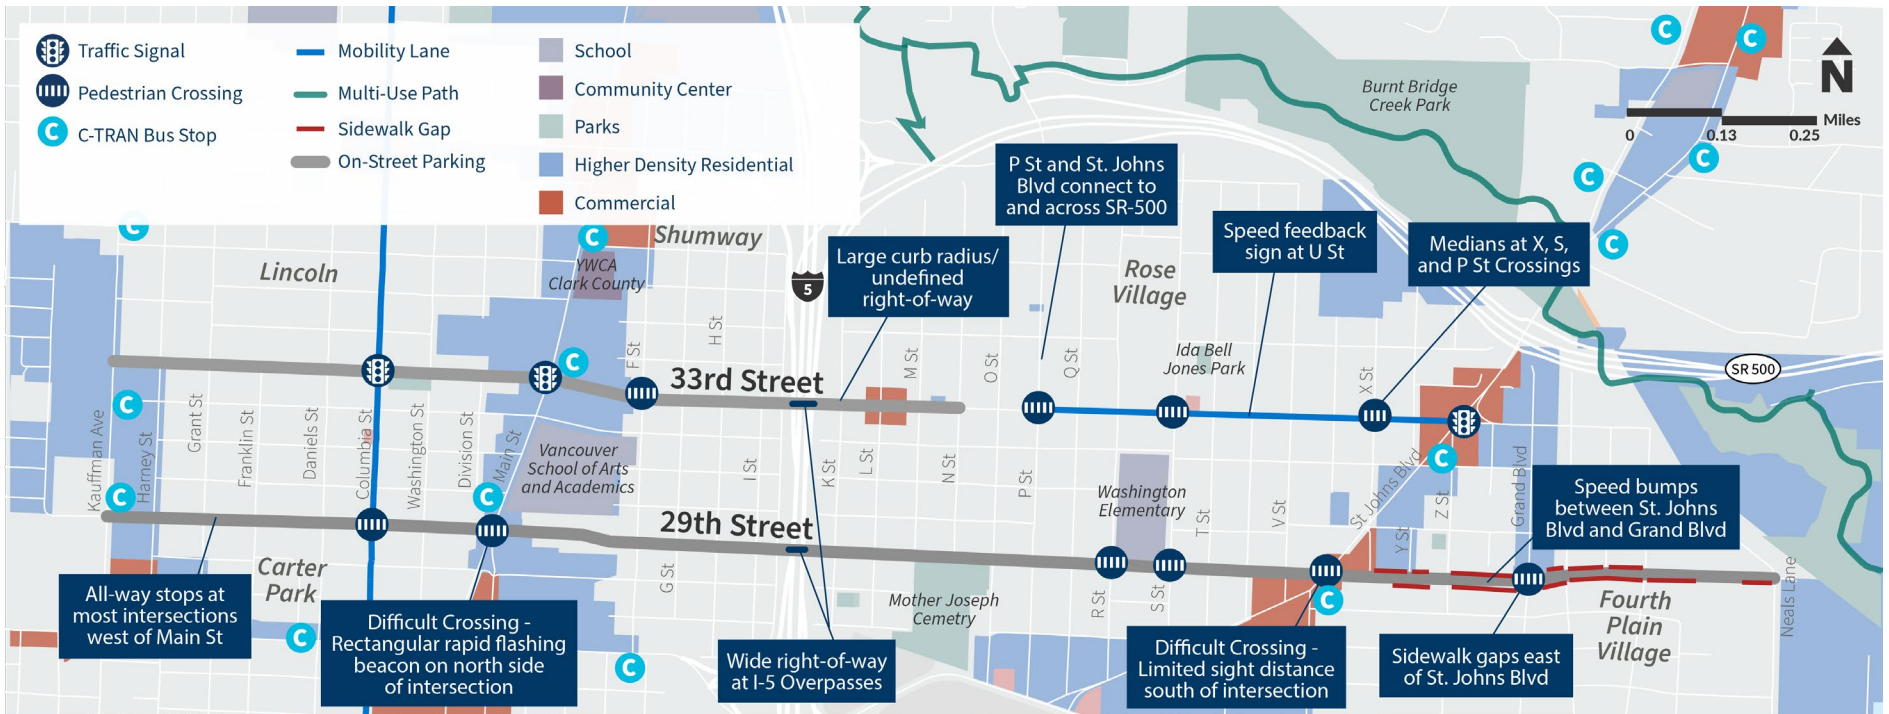 Traffic Signal
Pedestrian Crossing
C C-TRAN Bus Stop
Mobility Lane
Multi-Use Path
Sidewalk Gap
On-Street Parking
School
Community Center
Parks
Higher Density Residential
Commercial
Burnt Bridge
Creek Park
C
C
C
C
C
N
0 0.13 0.25 Miles
P St and St. Johns
Blvd connect to
and across SR-500
Speed feedback
sign at U St
Medians at X, S,
and P St Crossings
Large curb radius/
undefined
right-of-way
C
C
Lincoln
Shumway
YWCA
Clark County
5
Rose
Village
Ida Bell
Jones Park
SR 500
33rd Street
C
C
F St
H St
M St
O St
Q St
X St
Kauffman Ave
Harney St
Grant St
Franklin St
Daniels St
Columbia St
Washington St
Division St
Main St
Vancouver
School of Arts
and Academics
I St
K St
L St
N St
P St
Washington
Elementary
T St
V St
St Johns Blvd
Y St
Z St
Grand Blvd
C
C
C
Speed bumps
between St. Johns
Blvd and Grand Blvd
29th Street
Carter
Park
G St
Mother Joseph
Cemetry
R St
S St
C
Fourth
Plain
Village
Neals Lane
All-way stops at
most intersections
west of Main St
C
Difficult Crossing -
Rectangular rapid flashing
beacon on north side
of intersection
C
Wide right-of-way
at I-5 Overpasses
Difficult Crossing -
Limited sight distance
south of intersection
Sidewalk gaps east
of St. Johns Blvd